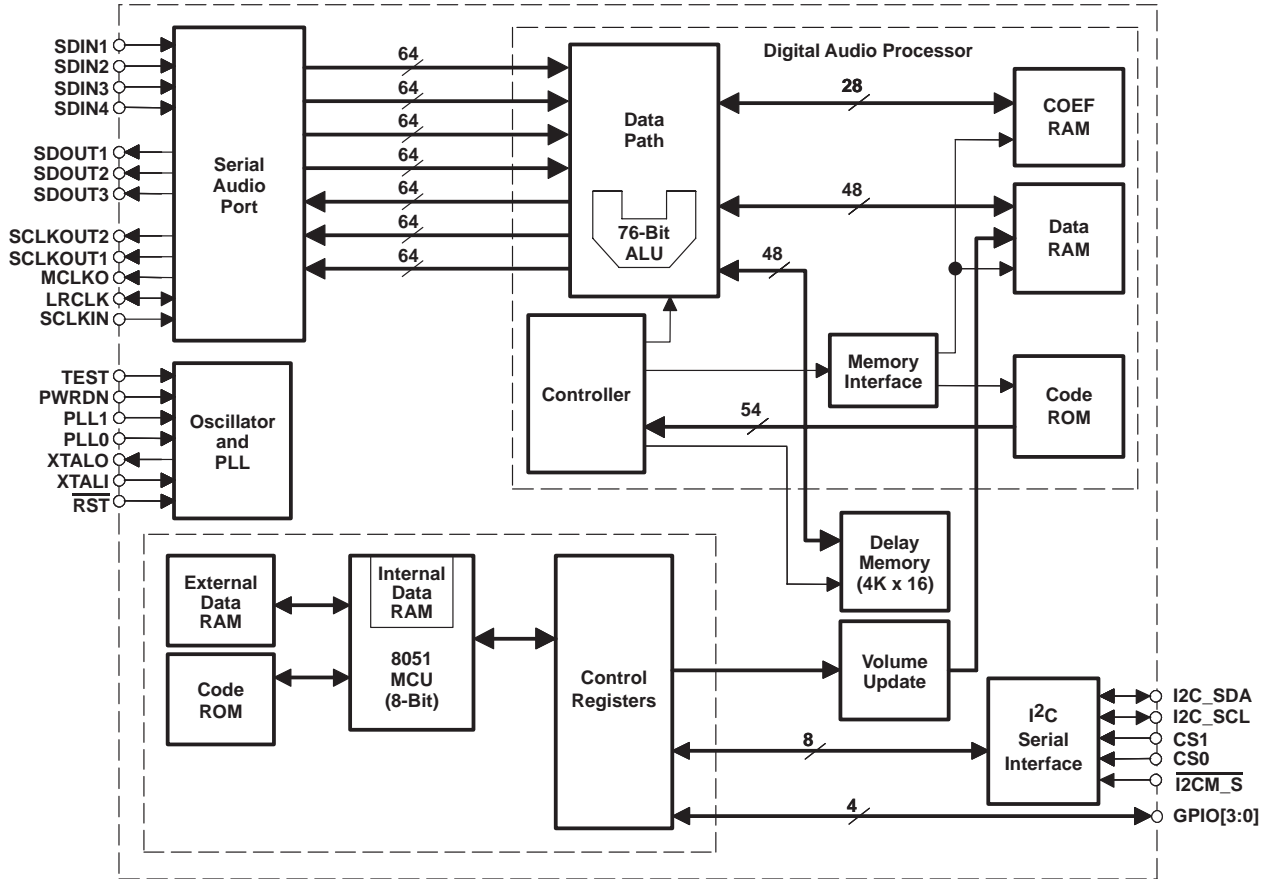 SDIN1
SDIN2
SDIN3
SDIN4
SDOUT1
SDOUT2
SDOUT3
SCLKOUT2
SCLKOUT1
MCLKO
LRCLK
SCLKIN
Serial
Audio
Port
64
64
64
64
64
64
64
Digital Audio Processor
Data
Path
76-Bit
ALU
28
48
48
COEF
RAM
Data
RAM
Controller
Memory
Interface
54
Code
ROM
TEST
PWRDN
PLL1
PLL0
XTALO
XTALI
RST
Oscillator
and
PLL
Delay
Memory
(4K x 16)
External
Data
RAM
Code
ROM
Internal
Data
RAM
8051
MCU
(8-Bit)
Control
Registers
Volume
Update
8
4
I2C
Serial
Interface
I2C_SDA
I2C_SCL
CS1
CS0
I2CM_S
GPIO[3:0]